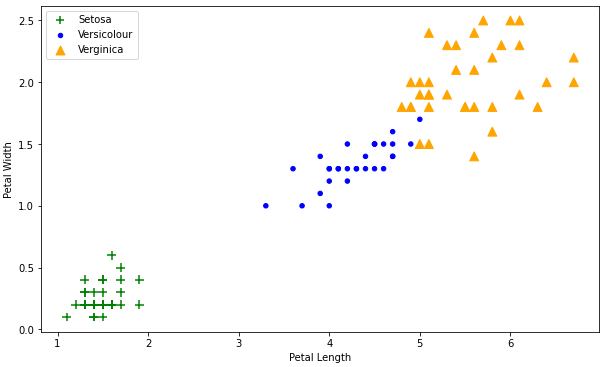 Setosa
Versicolour
Verginica
2.5
2.0
1.5
1.0
0.5
0.0
Petal Width
1 2 3 4 5 6
Petal Length